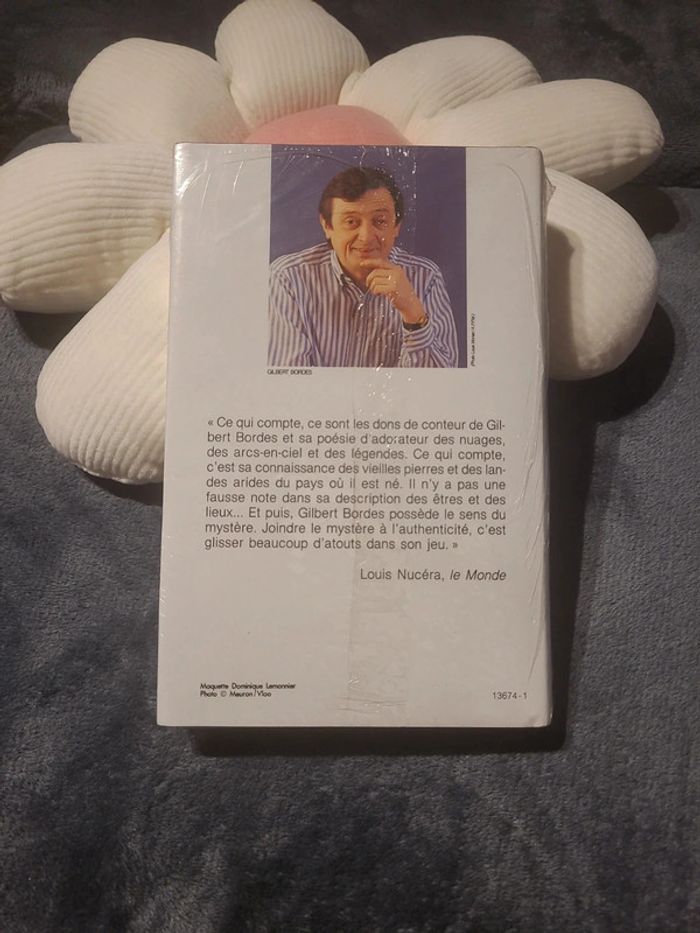 GILBERT BORDES
« Ce qui compte, ce sont les dons de conteur de Gil-
bert Bordes et sa poésie d'adorateur des nuages,
des arcs-en-ciel et des légendes. Ce qui compte,
c'est sa connaissance des vieilles pierres et des lan-
des arides du pays où il est né. Il n'y a pas une
fausse note dans sa description des êtres et des
lieux... Et puis, Gilbert Bordes possède le sens du
mystère. Joindre le mystère à l'authenticité, c'est
glisser beaucoup d'atouts dans son jeu. »
Louis Nucéra, le Monde
Maquette Dominique Lemonnier
Photo © Mauron/Vloo
13674-1